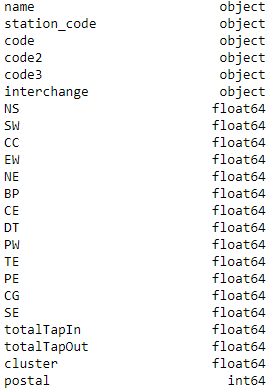 name object
station_code object
code object
code2 object
code3 object
interchange object
NS float64
SW float64
CC float64
EW float64
NE float64
BP float64
CE float64
DT float64
PW float64
TE float64
PE float64
CG float64
SE float64
totalTapIn float64
totalTapOut float64
cluster float64
postal int64